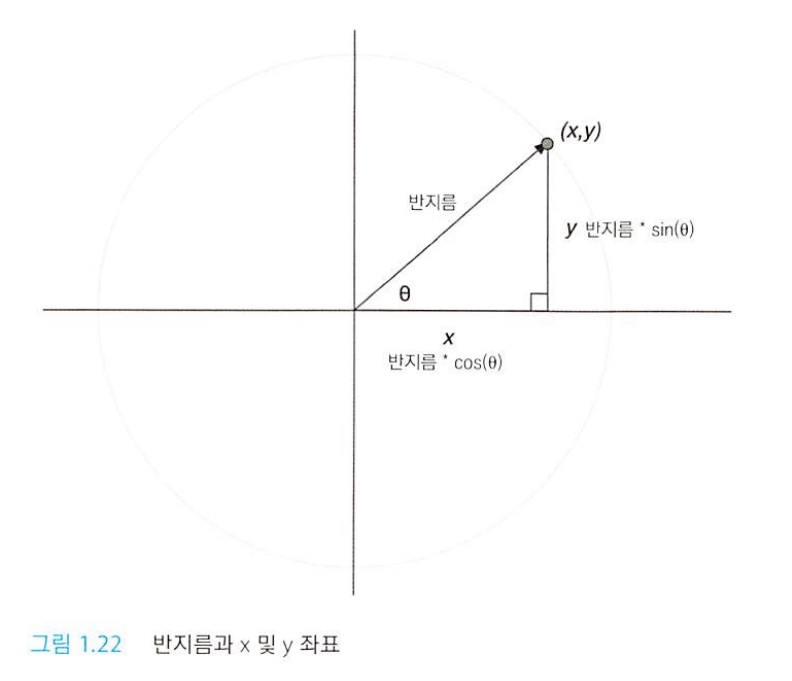 (x,y)
반지름
y 반지름 * sin(θ)
θ
x
반지름 * cos(θ)
그림 1.22 반지름과 x 및 y 좌표